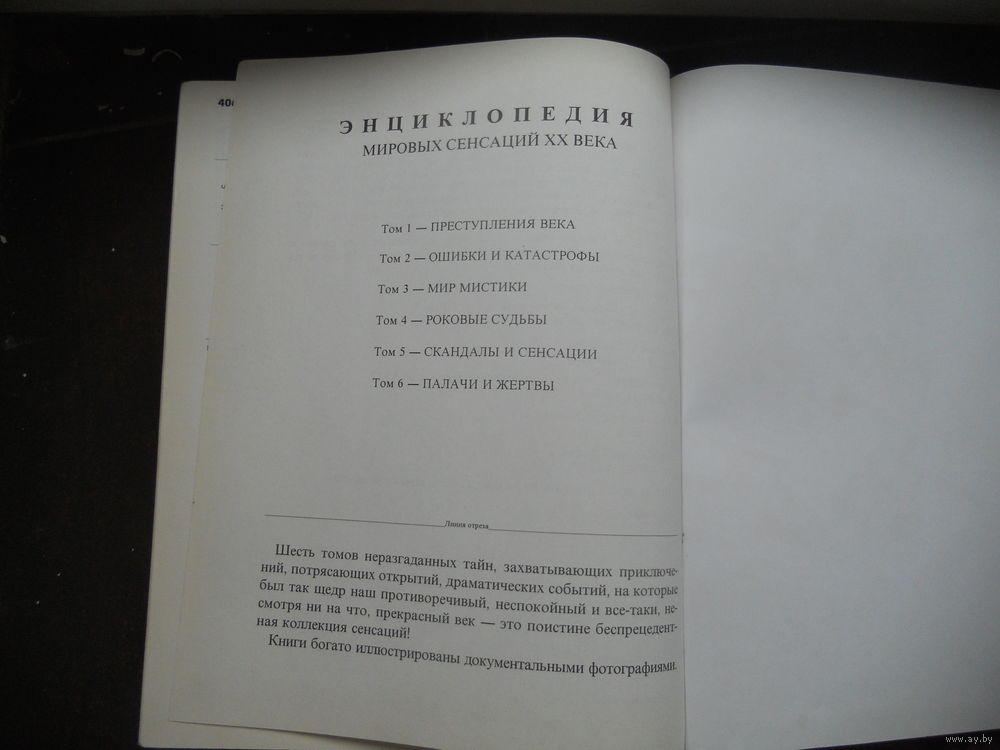 406
ЭНЦИКЛОПЕДИЯ
МИРОВЫХ СЕНСАЦИЙ XX ВЕКА
Том 1 — ПРЕСТУПЛЕНИЯ ВЕКА
Том 2 — ОШИБКИ И КАТАСТРОФЫ
Том 3 — МИР МИСТИКИ
Том 4 — РОКОВЫЕ СУДЬБЫ
Том 5 — СКАНДАЛЫ И СЕНСАЦИИ
Том 6 — ПАЛАЧИ И ЖЕРТВЫ
Линия отреза
Шесть томов неразгаданных тайн, захватывающих приключе-
ний, потрясающих открытий, драматических событий, на которые
был так щедр наш противоречивый, неспокойный и все-таки, не-
смотря ни на что, прекрасный век — это поистине беспрецедент-
ная коллекция сенсаций!
Книги богато иллюстрированы документальными фотографиями.
www.ay.by